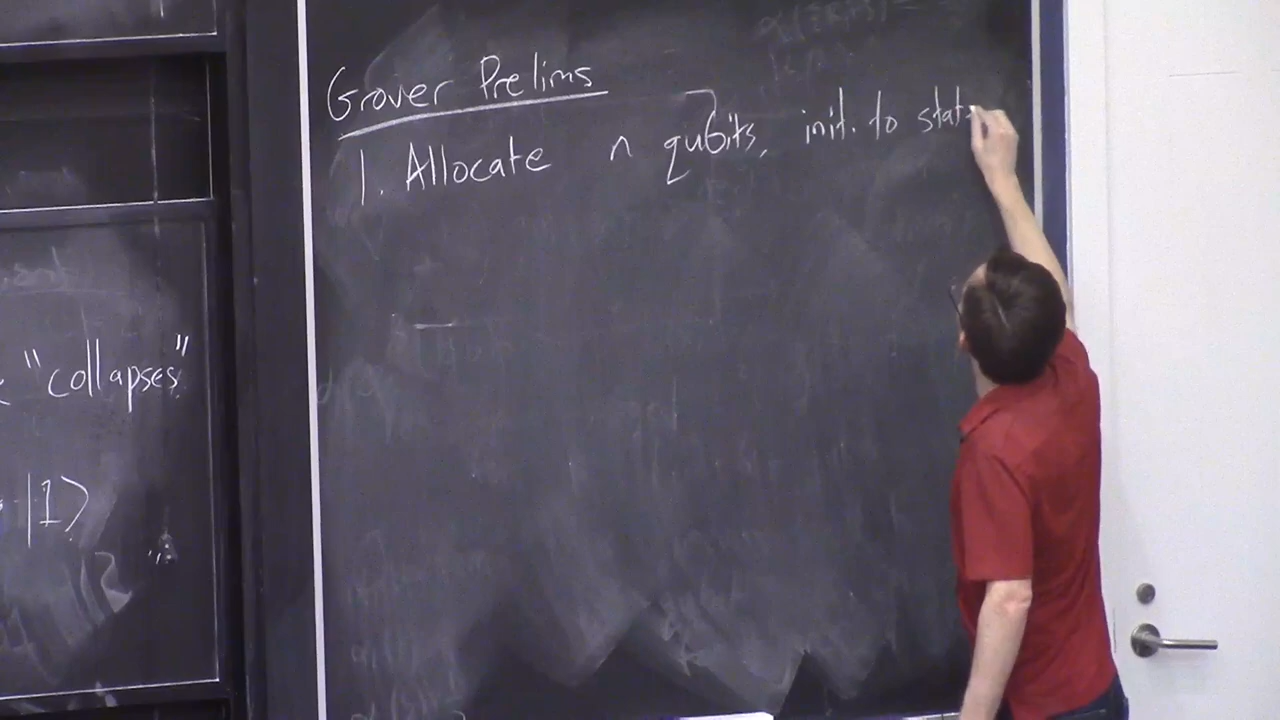 Grover Prelims
1. Allocate n qubits, init. to stat
"collapses"
|1⟩